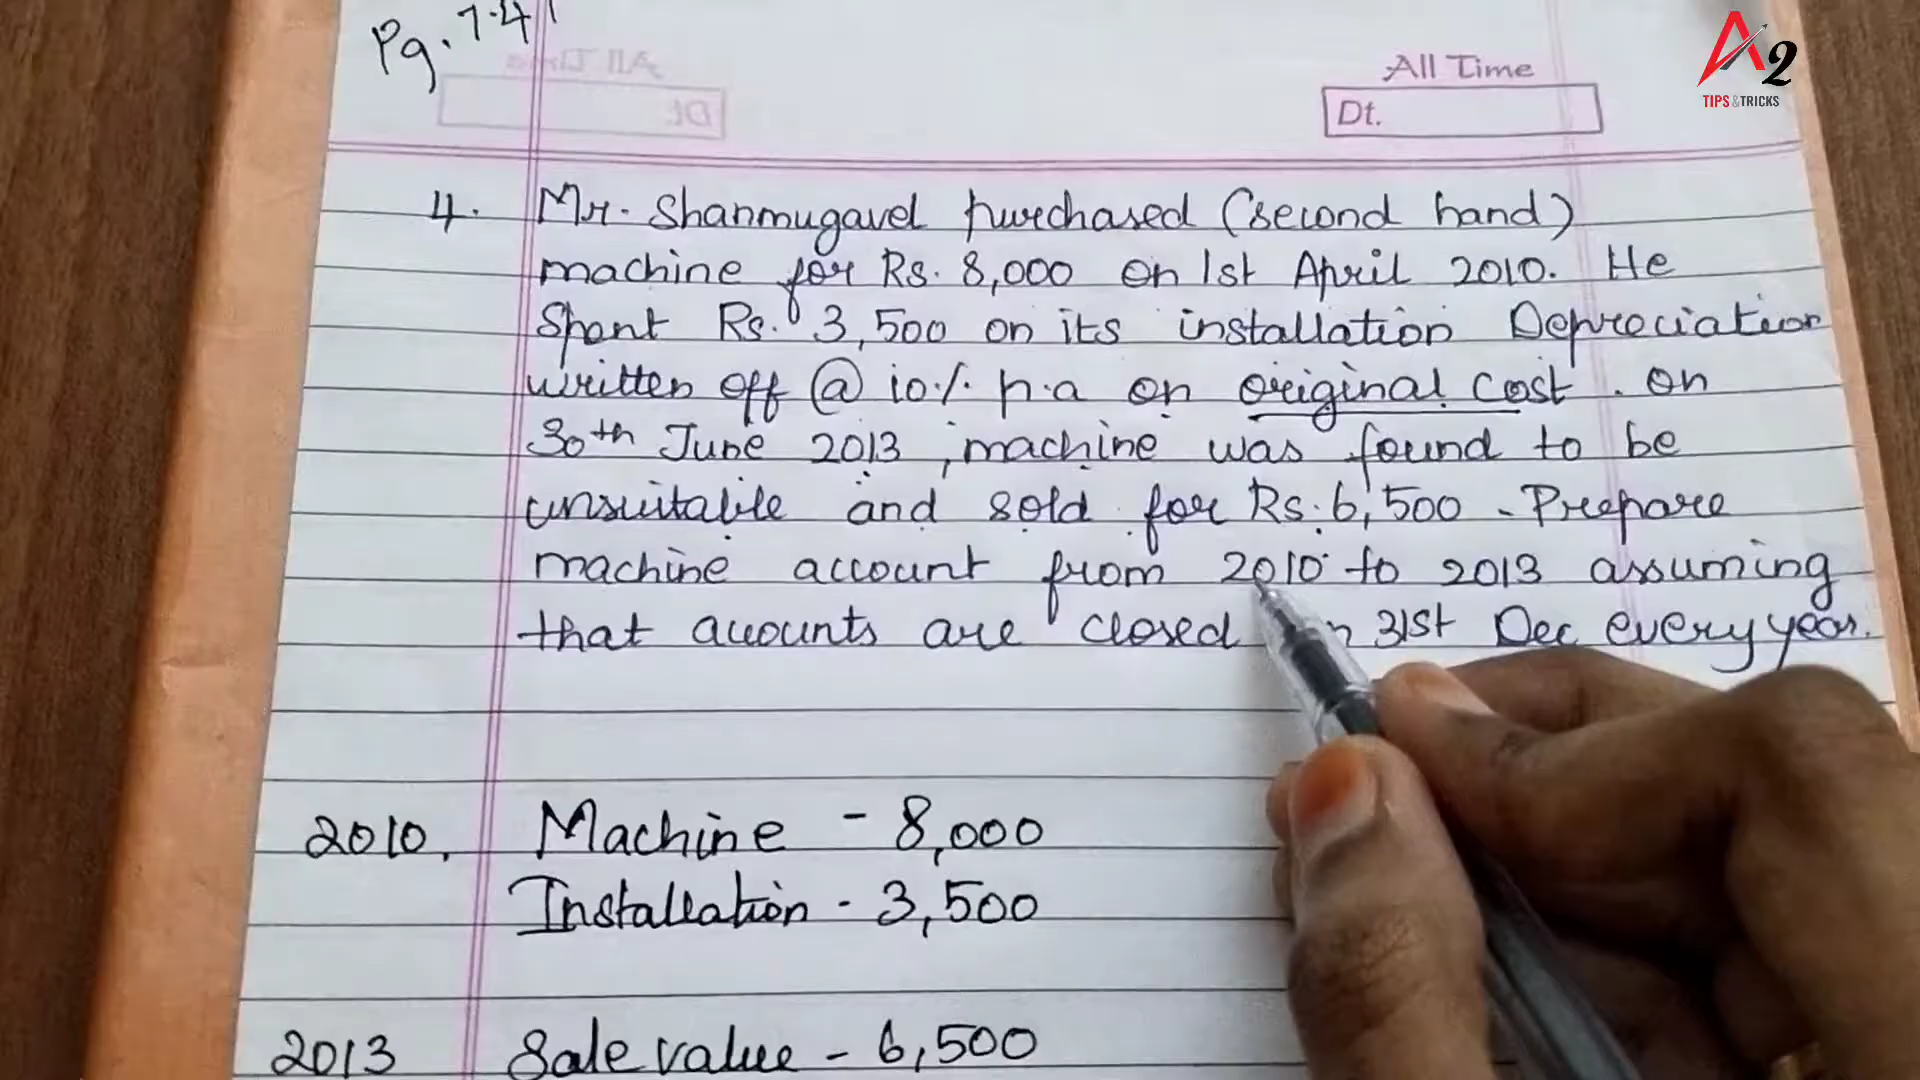 Pg. 7.41
All Time
Dt.
A2
TIPS & TRICKS
4. Mr. Shanmugavel purchased (second hand)
machine for Rs. 8,000 on 1st April 2010. He
Spent Rs. 3,500 on its installation Depreciation
written off @ 10% p.a on original cost. on
30th June 2013, machine was found to be
unsuitable and sold for Rs. 6,500 - Prepare
machine account from 2010 to 2013 assuming
that accounts are closed 31st Dec every year.
2010. Machine - 8,000
Installation - 3,500
2013 Sale value - 6,500